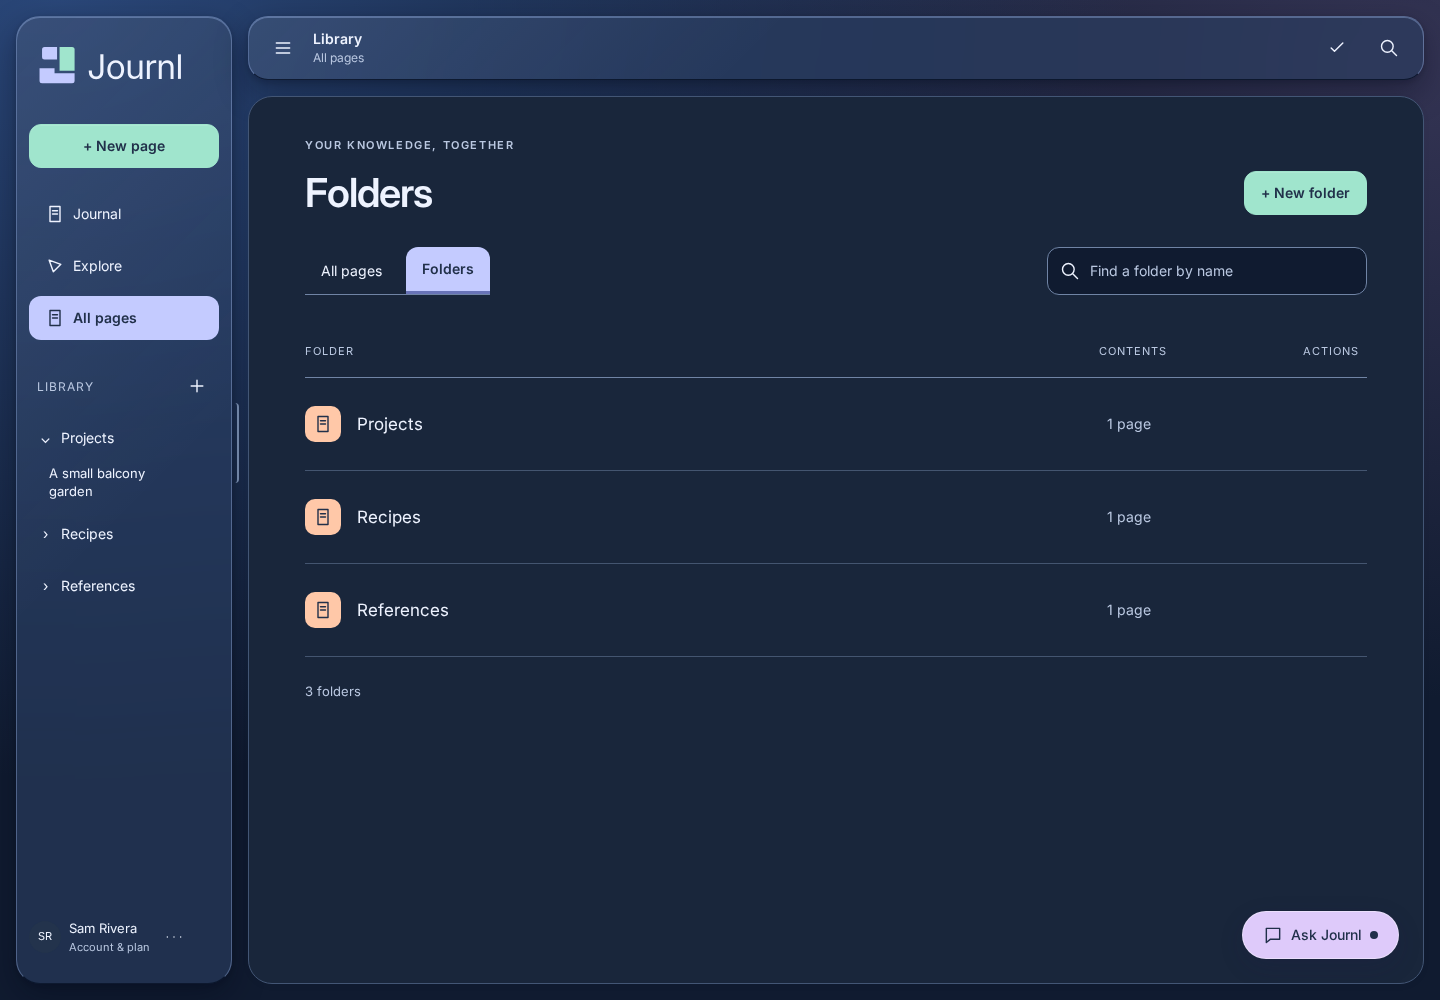 Journl
+ New page
Journal
Explore
All pages
LIBRARY
Projects
A small balcony
garden
Recipes
References
SR
Sam Rivera
Account & plan
Library
All pages
YOUR KNOWLEDGE, TOGETHER
Folders
+ New folder
All pages
Folders
Find a folder by name
FOLDER
CONTENTS
ACTIONS
Projects
1 page
Recipes
1 page
References
1 page
3 folders
Ask Journl